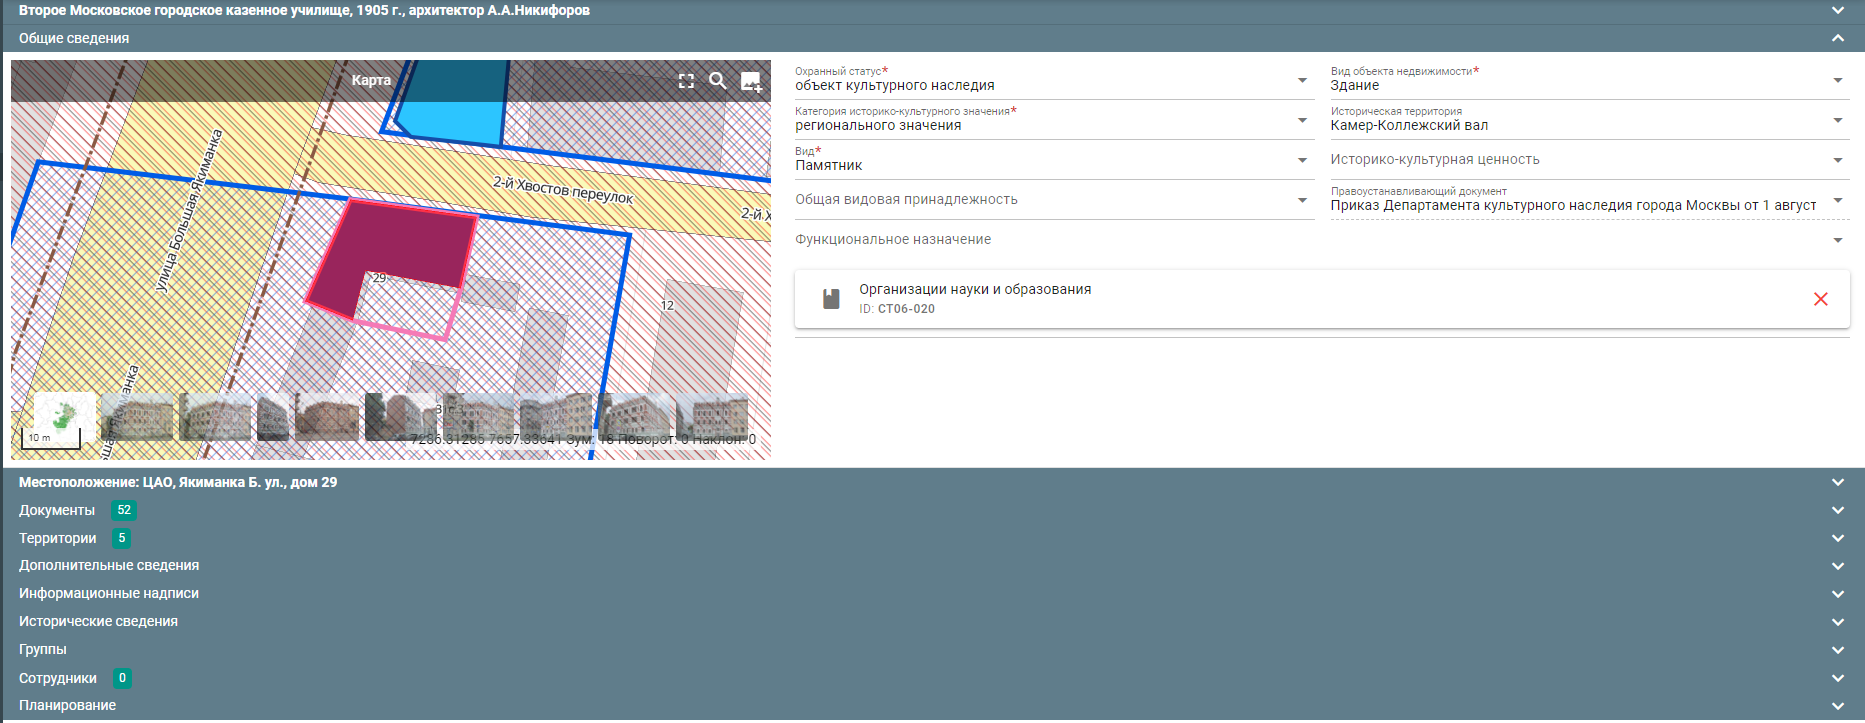 Второе Московское городское казенное училище, 1905 г., архитектор А.А.Никифоров
Общие сведения
Карта
улица Большая Якиманка
2-й Хвостов переулок
2-й Х
29
12
шая Якиманка
3
10 m
7286.31285 7657.33641 Зум: 18 Поворот: 0 Наклон: 0
Охранный статус*
объект культурного наследия
Вид объекта недвижимости*
Здание
Категория историко-культурного значения*
регионального значения
Историческая территория
Камер-Коллежский вал
Вид*
Памятник
Историко-культурная ценность
Общая видовая принадлежность
Правоустанавливающий документ
Приказ Департамента культурного наследия города Москвы от 1 август
Функциональное назначение
Организации науки и образования
ID: СТ06-020
Местоположение: ЦАО, Якиманка Б. ул., дом 29
Документы 52
Территории 5
Дополнительные сведения
Информационные надписи
Исторические сведения
Группы
Сотрудники 0
Планирование